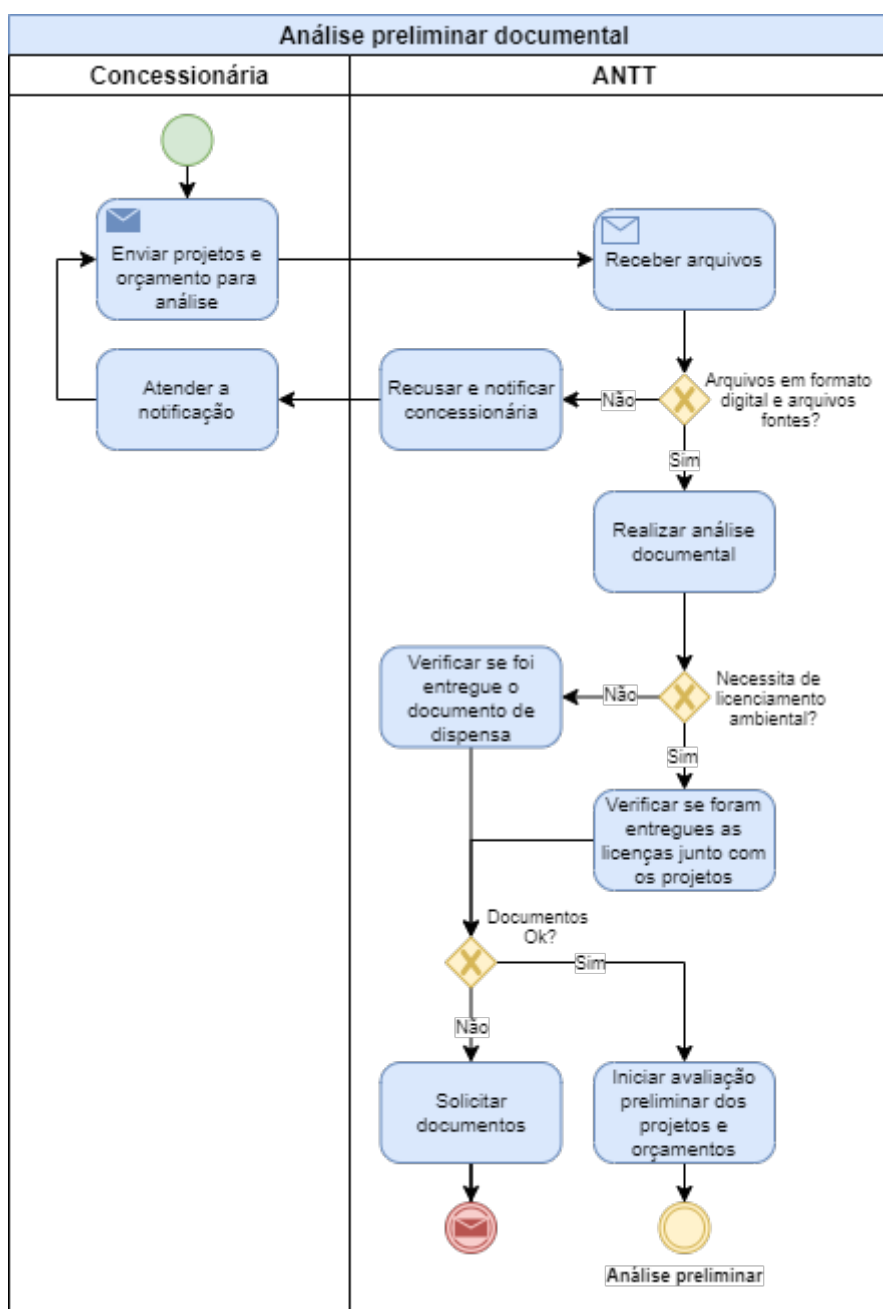 Análise preliminar documental
Concessionária
ANTT
Enviar projetos e
orçamento para
análise
Receber arquivos
Atender a
notificação
Recusar e notificar
concessionária
Não
Arquivos em formato
digital e arquivos
fontes?
Sim
Realizar análise
documental
Verificar se foi
entregue o
documento de
dispensa
Não
Necessita de
licenciamento
ambiental?
Sim
Verificar se foram
entregues as
licenças junto com
os projetos
Documentos
Ok?
Sim
Não
Solicitar
documentos
Iniciar avaliação
preliminar dos
projetos e
orçamentos
Análise preliminar